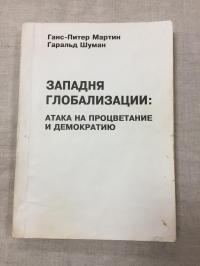 Ганс-Питер Мартин
Гаральд Шуман
ЗАПАДНЯ
ГЛОБАЛИЗАЦИИ:
АТАКА НА ПРОЦВЕТАНИЕ
И ДЕМОКРАТИЮ